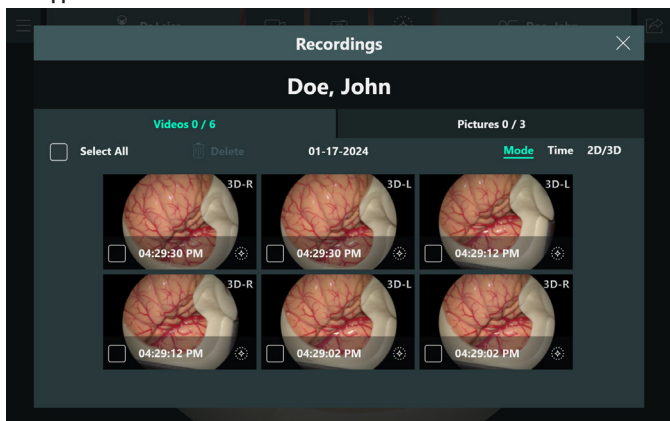 Recordings
Doe, John
Videos 0 / 6
Pictures 0 / 3
Select All
Delete
01-17-2024
Mode
Time
2D/3D
3D-R
04:29:30 PM
3D-L
04:29:30 PM
3D-L
04:29:12 PM
3D-R
04:29:12 PM
3D-L
04:29:02 PM
3D-R
04:29:02 PM